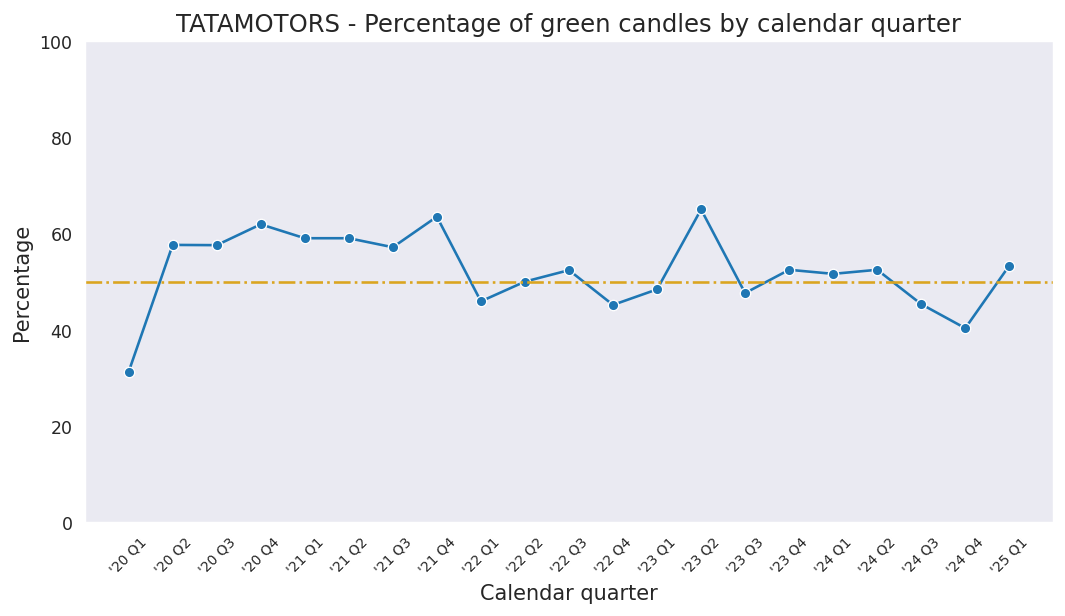 TATAMOTORS - Percentage of green candles by calendar quarter
Percentage
100
80
60
40
20
0
'20 Q1
'20 Q2
'20 Q3
'20 Q4
'21 Q1
'21 Q2
'21 Q3
'21 Q4
'22 Q1
'22 Q2
'22 Q3
'22 Q4
'23 Q1
'23 Q2
'23 Q3
'23 Q4
'24 Q1
'24 Q2
'24 Q3
'24 Q4
'25 Q1
Calendar quarter